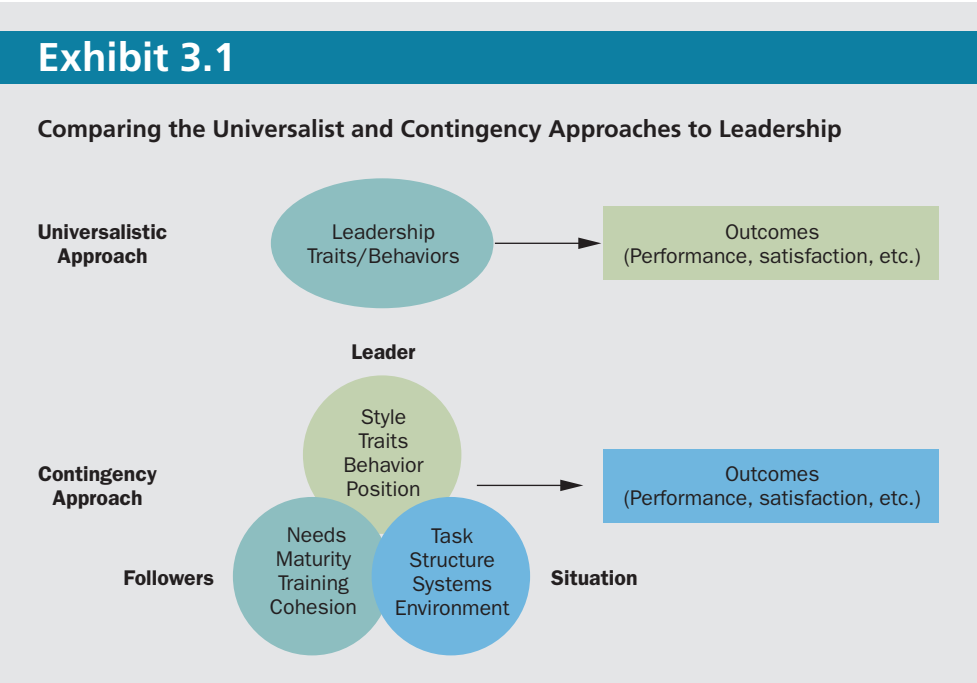 Exhibit 3.1
Comparing the Universalist and Contingency Approaches to Leadership
Universalistic
Approach
Leadership
Traits/Behaviors
Outcomes
(Performance, satisfaction, etc.)
Leader
Style
Traits
Behavior
Position
Contingency
Approach
Outcomes
(Performance, satisfaction, etc.)
Followers
Needs
Maturity
Training
Cohesion
Task
Structure
Systems
Environment
Situation